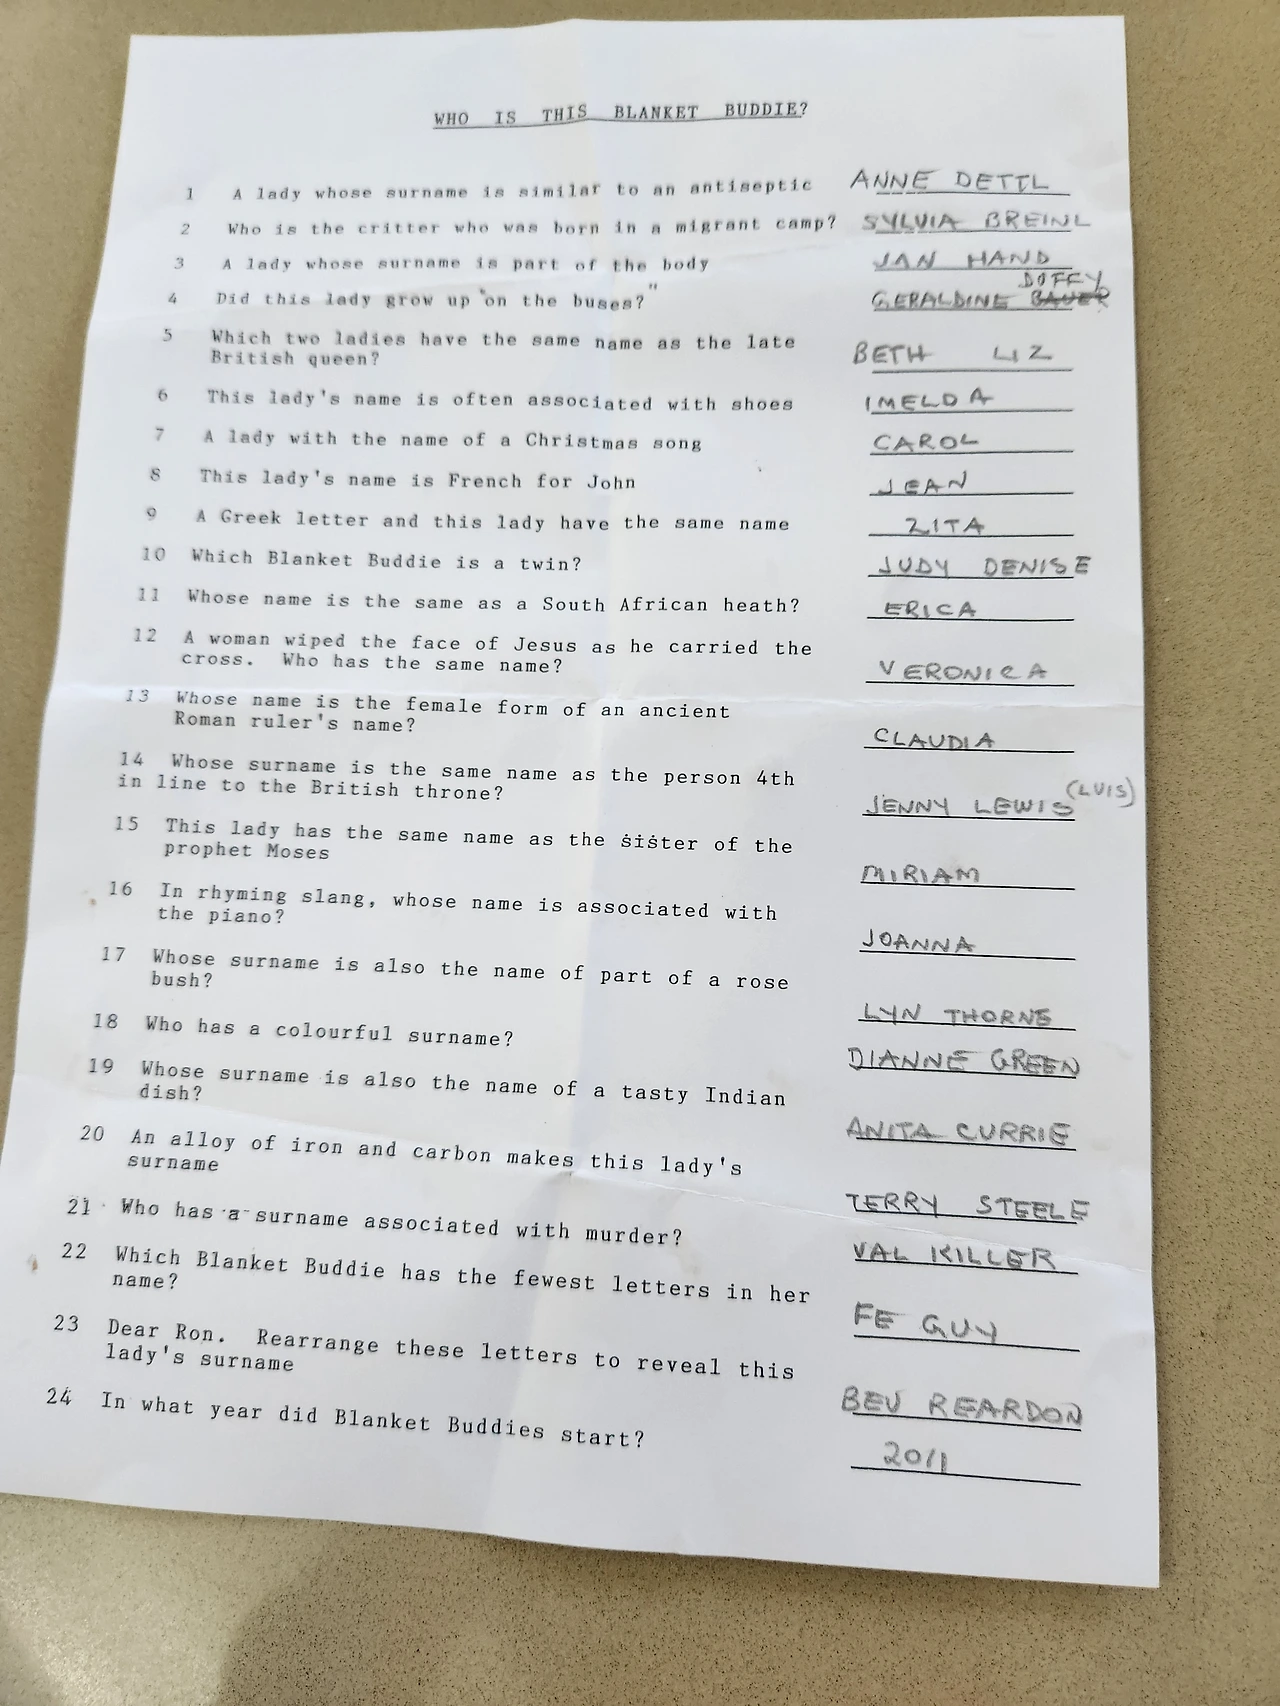 WHO IS THIS BLANKET BUDDIE?
1 A lady whose surname is similar to an antiseptic ANNE DETTL
2 Who is the critter who was born in a migrant camp? SYLVIA BREINL
3 A lady whose surname is part of the body JAN HAND
4 Did this lady grow up "on the buses?" GERALDINE BAUER DOFFY
5 Which two ladies have the same name as the late
British queen? BETH LIZ
6 This lady's name is often associated with shoes IMELDA
7 A lady with the name of a Christmas song CAROL
8 This lady's name is French for John JEAN
9 A Greek letter and this lady have the same name ZITA
10 Which Blanket Buddie is a twin? JUDY DENISE
11 Whose name is the same as a South African heath? ERICA
12 A woman wiped the face of Jesus as he carried the
cross. Who has the same name? VERONICA
13 Whose name is the female form of an ancient
Roman ruler's name? CLAUDIA
14 Whose surname is the same name as the person 4th
in line to the British throne? JENNY LEWIS (LUIS)
15 This lady has the same name as the sister of the
prophet Moses MIRIAM
16 In rhyming slang, whose name is associated with
the piano? JOANNA
17 Whose surname is also the name of part of a rose
bush? LYN THORNE
18 Who has a colourful surname? DIANNE GREEN
19 Whose surname is also the name of a tasty Indian
dish? ANITA CURRIE
20 An alloy of iron and carbon makes this lady's
surname TERRY STEELE
21 Who has a surname associated with murder? VAL KILLER
22 Which Blanket Buddie has the fewest letters in her
name? FE GUY
23 Dear Ron. Rearrange these letters to reveal this
lady's surname BEV REARDON
24 In what year did Blanket Buddies start? 2011